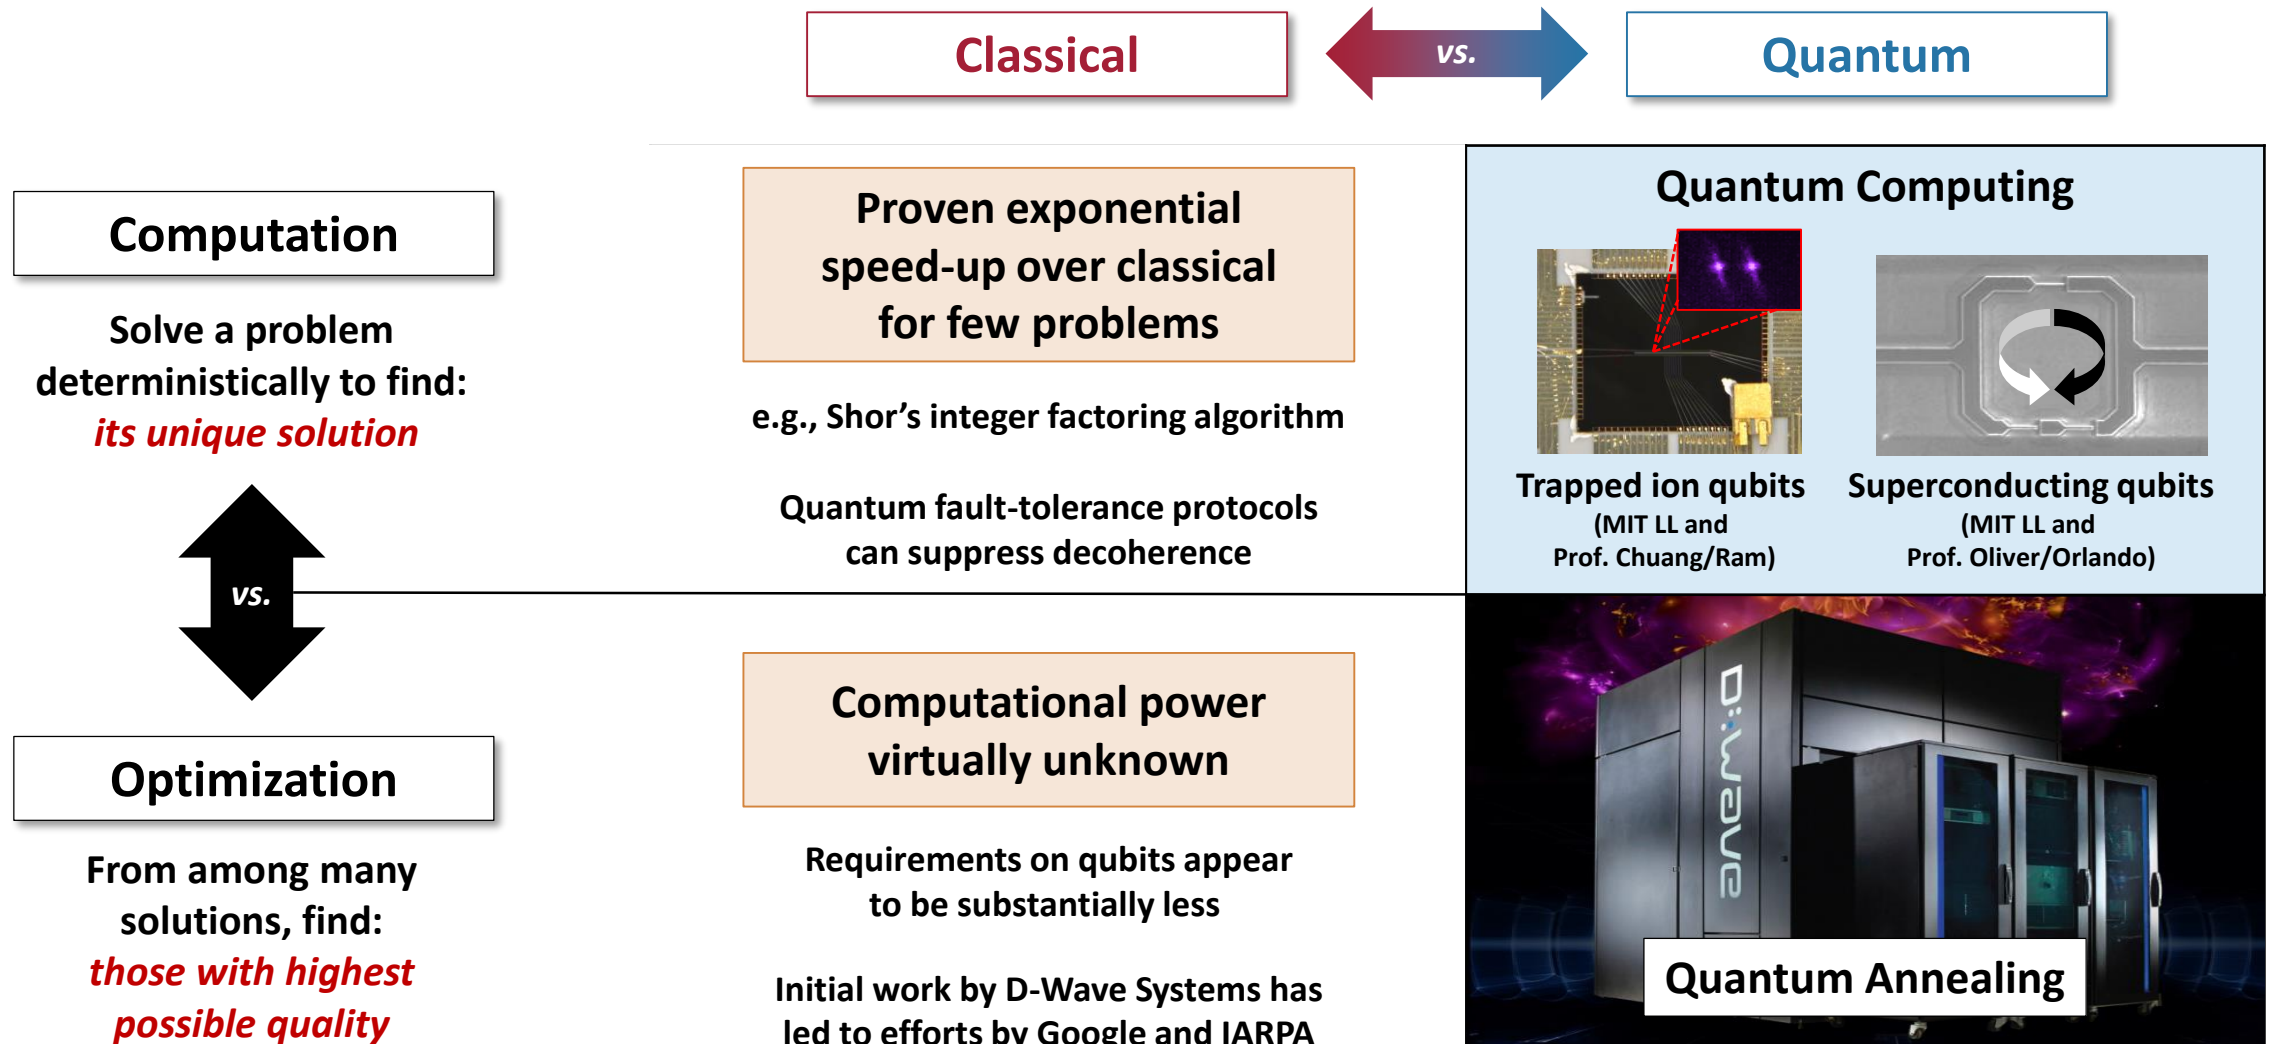 Classical
vs.
Quantum
Computation
Solve a problem
deterministically to find:
its unique solution
vs.
Optimization
From among many
solutions, find:
those with highest
possible quality
Proven exponential
speed-up over classical
for few problems
e.g., Shor’s integer factoring algorithm
Quantum fault-tolerance protocols
can suppress decoherence
Computational power
virtually unknown
Requirements on qubits appear
to be substantially less
Initial work by D-Wave Systems has
led to efforts by Google and IARPA
Quantum Computing
Trapped ion qubits
(MIT LL and
Prof. Chuang/Ram)
Superconducting qubits
(MIT LL and
Prof. Oliver/Orlando)
D:wave
Quantum Annealing